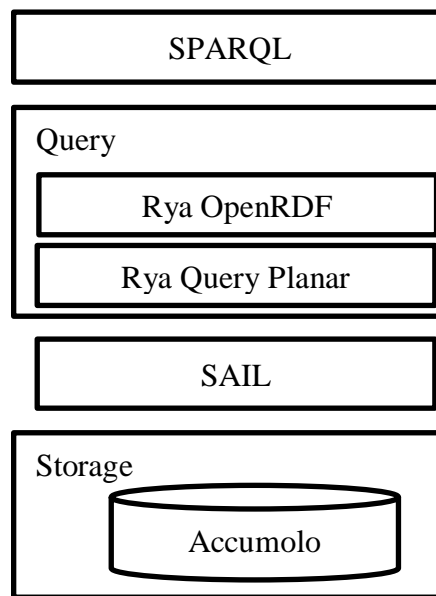 SPARQL
Query
Rya OpenRDF
Rya Query Planar
SAIL
Storage
Accumolo